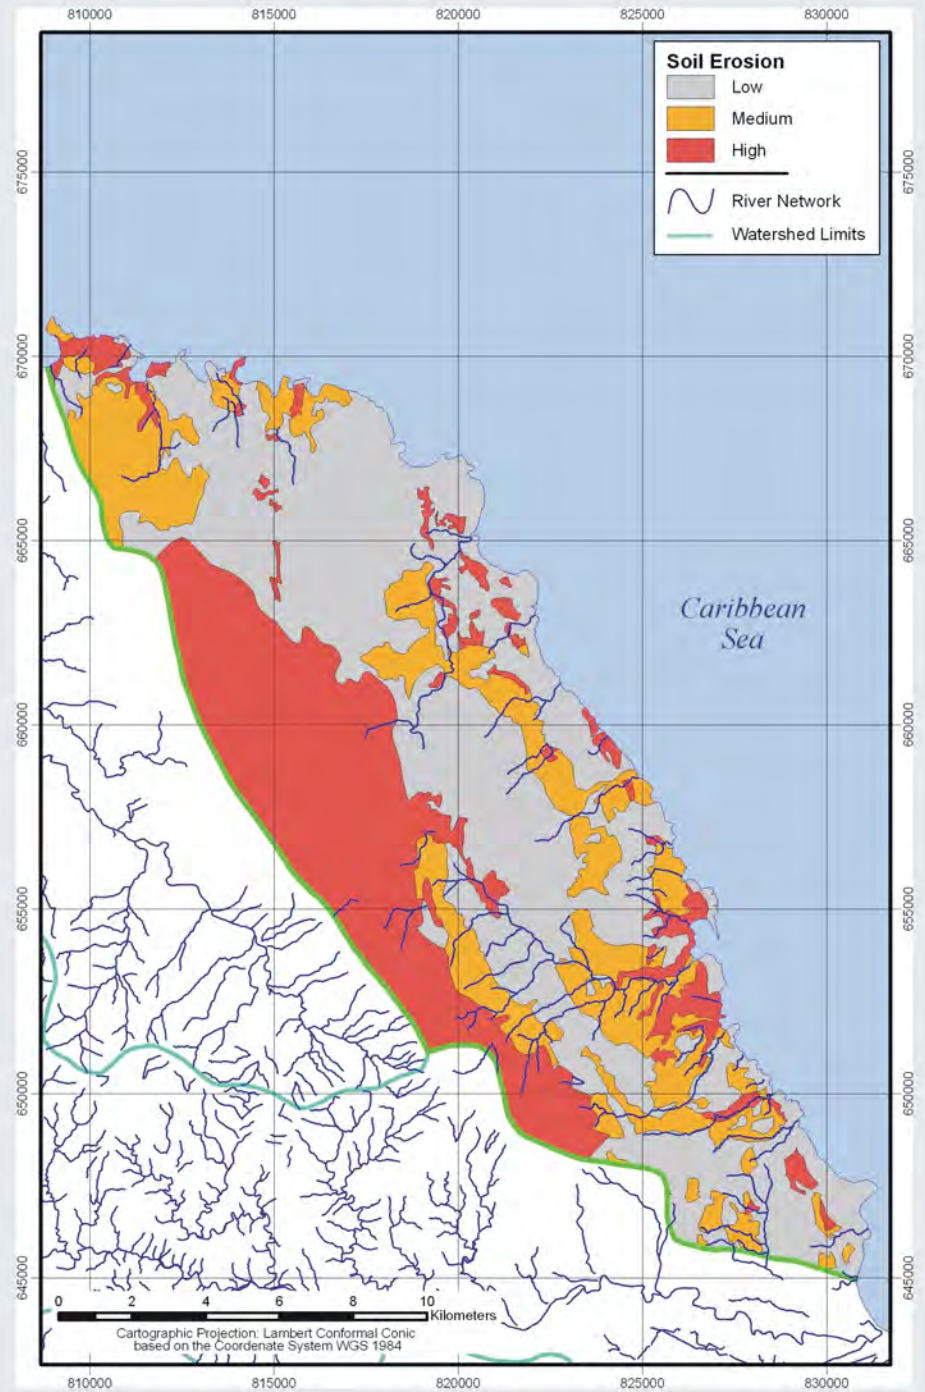 810000 815000 820000 825000 830000
Soil Erosion
Low
Medium
High
River Network
Watershed Limits
675000 675000
670000 670000
665000 665000
Caribbean
Sea
660000 660000
655000 655000
650000 650000
645000 645000
0 2 4 6 8 10
Kilometers
Cartographic Projection: Lambert Conformal Conic
based on the Coordenate System WGS 1984
810000 815000 820000 825000 830000